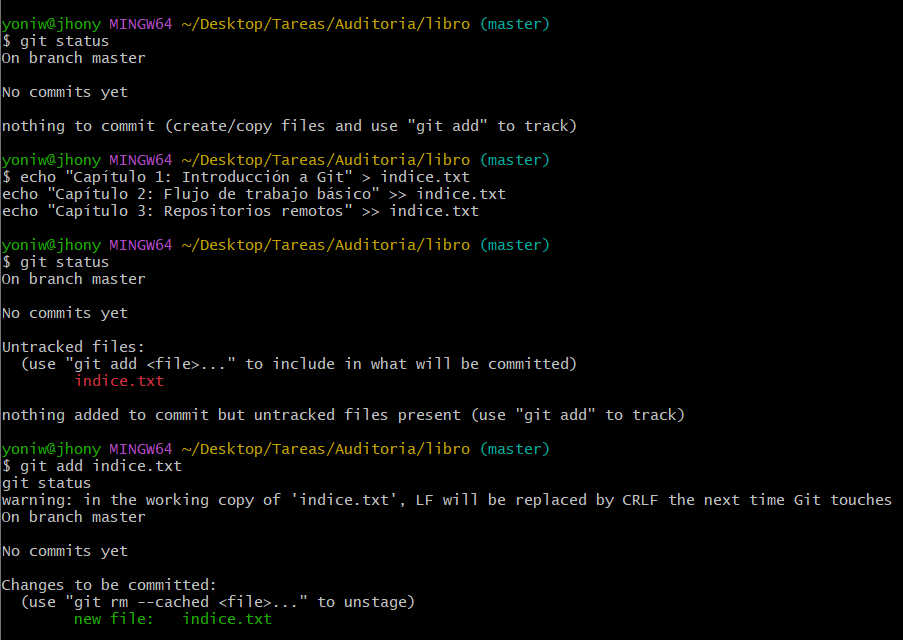 yoniw@jhony MINGW64 ~/Desktop/Tareas/Auditoria/libro (master)
$ git status
On branch master
No commits yet
nothing to commit (create/copy files and use "git add" to track)
yoniw@jhony MINGW64 ~/Desktop/Tareas/Auditoria/libro (master)
$ echo "Capítulo 1: Introducción a Git" > indice.txt
echo "Capítulo 2: Flujo de trabajo básico" >> indice.txt
echo "Capítulo 3: Repositorios remotos" >> indice.txt
yoniw@jhony MINGW64 ~/Desktop/Tareas/Auditoria/libro (master)
$ git status
On branch master
No commits yet
Untracked files:
  (use "git add <file>..." to include in what will be committed)
        indice.txt
nothing added to commit but untracked files present (use "git add" to track)
yoniw@jhony MINGW64 ~/Desktop/Tareas/Auditoria/libro (master)
$ git add indice.txt
git status
warning: in the working copy of 'indice.txt', LF will be replaced by CRLF the next time Git touches
On branch master
No commits yet
Changes to be committed:
  (use "git rm --cached <file>..." to unstage)
        new file:   indice.txt